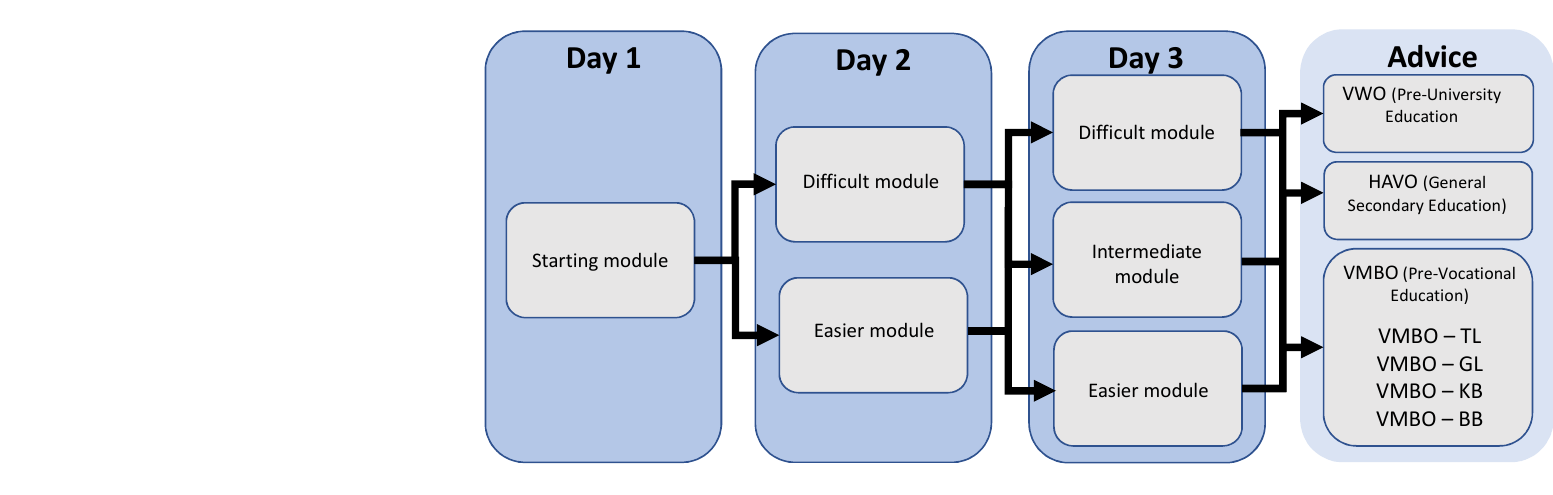 Day 1
Starting module
Day 2
Difficult module
Easier module
Day 3
Difficult module
Intermediate
module
Easier module
Advice
VWO (Pre-University
Education
HAVO (General
Secondary Education)
VMBO (Pre-Vocational
Education)
VMBO – TL
VMBO – GL
VMBO – KB
VMBO – BB